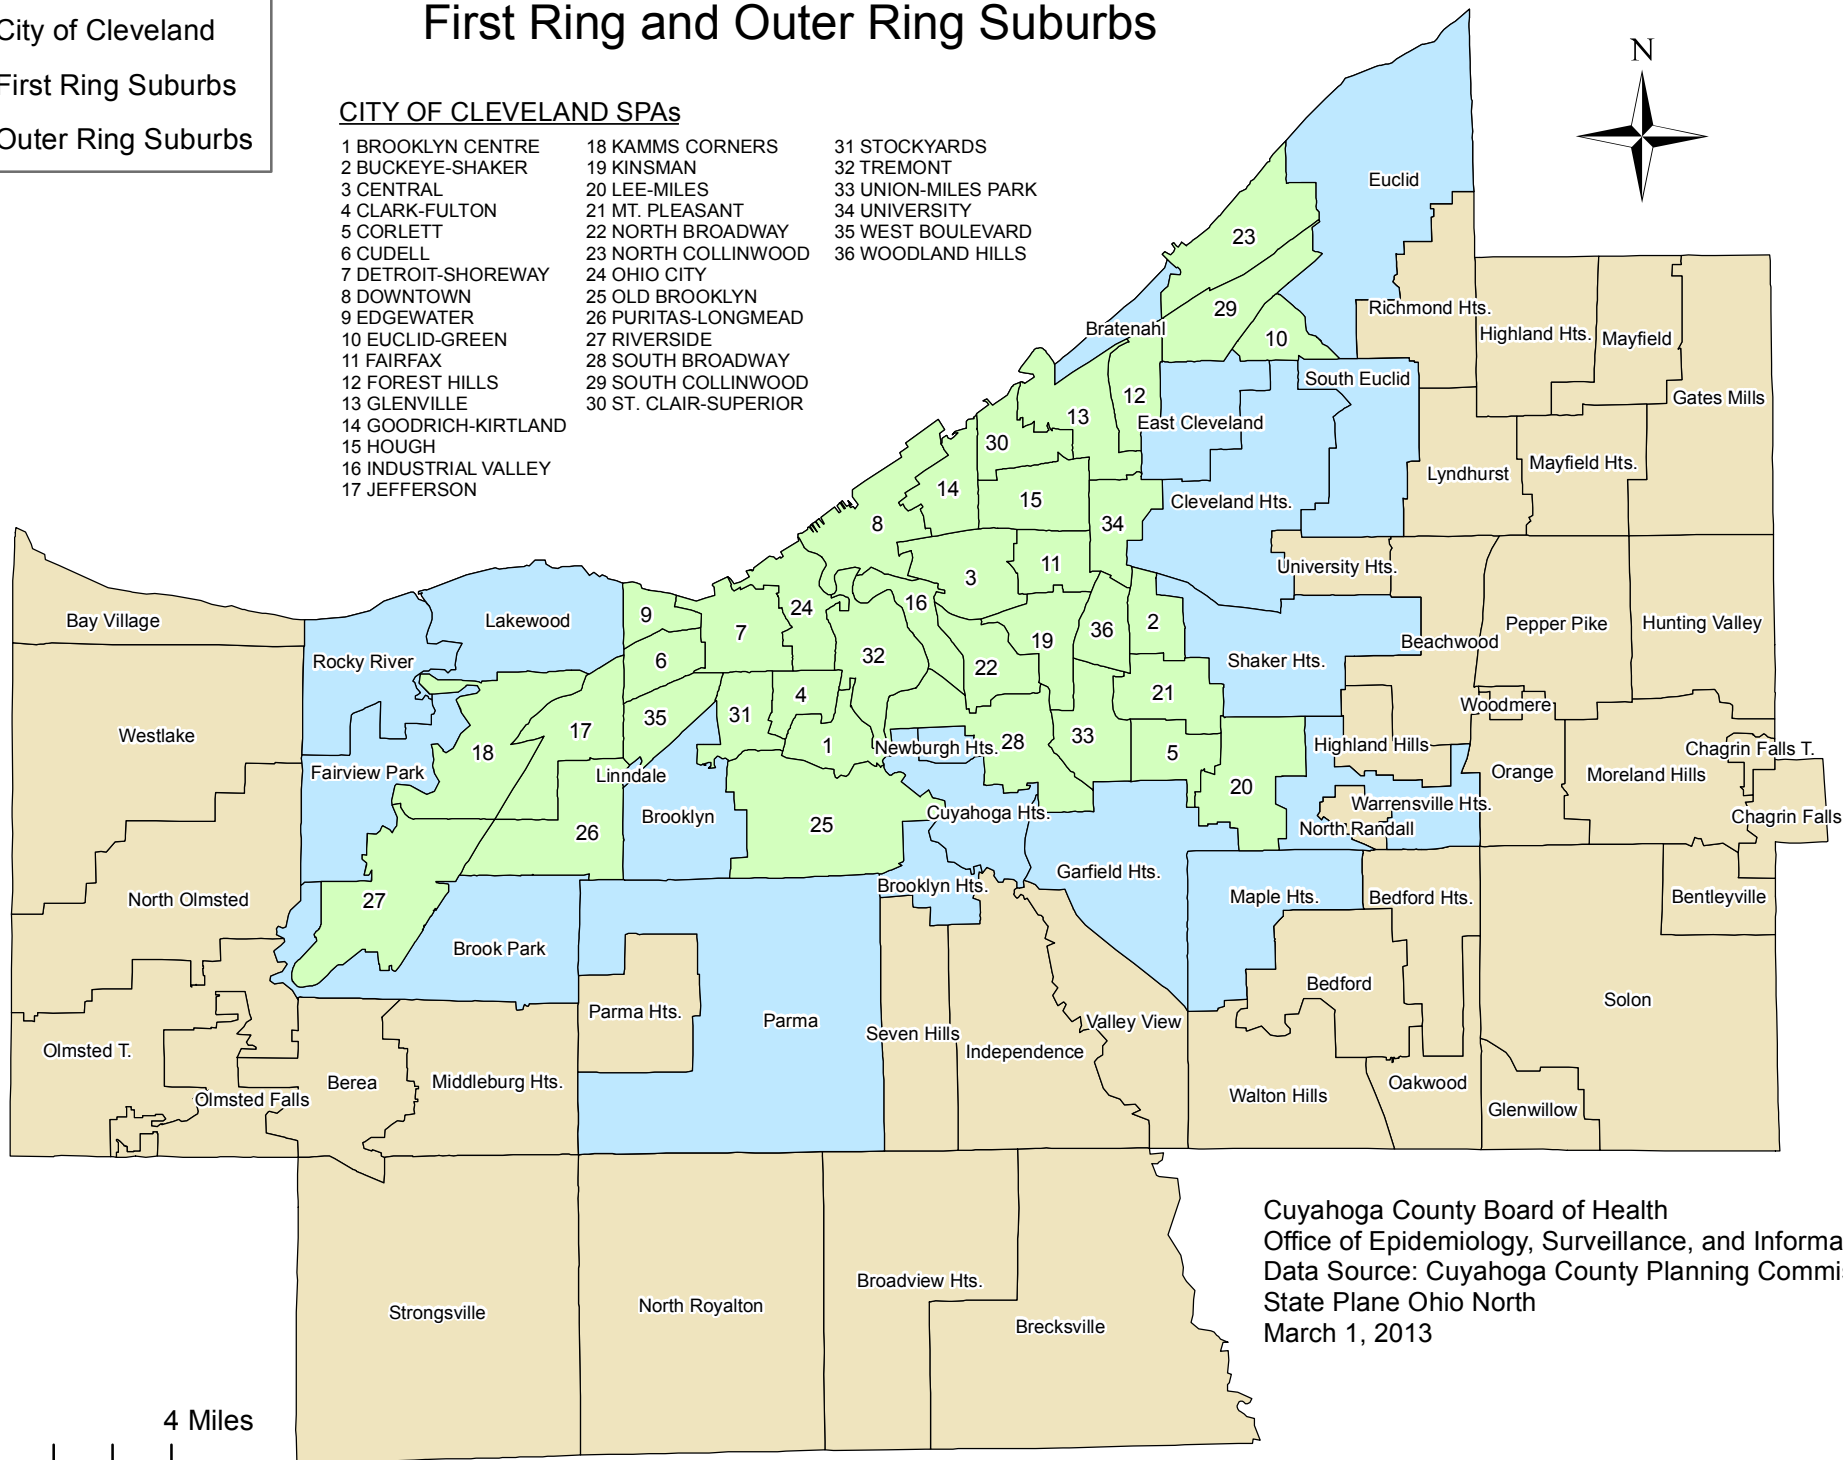 City of Cleveland
First Ring Suburbs
Outer Ring Suburbs
First Ring and Outer Ring Suburbs
N
CITY OF CLEVELAND SPAs
1 BROOKLYN CENTRE
2 BUCKEYE-SHAKER
3 CENTRAL
4 CLARK-FULTON
5 CORLETT
6 CUDELL
7 DETROIT-SHOREWAY
8 DOWNTOWN
9 EDGEWATER
10 EUCLID-GREEN
11 FAIRFAX
12 FOREST HILLS
13 GLENVILLE
14 GOODRICH-KIRTLAND
15 HOUGH
16 INDUSTRIAL VALLEY
17 JEFFERSON
18 KAMMS CORNERS
19 KINSMAN
20 LEE-MILES
21 MT. PLEASANT
22 NORTH BROADWAY
23 NORTH COLLINWOOD
24 OHIO CITY
25 OLD BROOKLYN
26 PURITAS-LONGMEAD
27 RIVERSIDE
28 SOUTH BROADWAY
29 SOUTH COLLINWOOD
30 ST. CLAIR-SUPERIOR
31 STOCKYARDS
32 TREMONT
33 UNION-MILES PARK
34 UNIVERSITY
35 WEST BOULEVARD
36 WOODLAND HILLS
Euclid
23
29
Richmond Hts.
Bratenahl
10
Highland Hts.
Mayfield
South Euclid
12
Gates Mills
13
East Cleveland
30
Mayfield Hts.
Lyndhurst
14
15
Cleveland Hts.
8
34
11
University Hts.
3
16
24
9
Bay Village
Lakewood
2
Pepper Pike
Hunting Valley
36
7
19
Beachwood
32
6
Rocky River
Shaker Hts.
22
21
4
Woodmere
31
35
17
Westlake
33
28
1
Newburgh Hts.
Highland Hills
Chagrin Falls T.
18
5
Fairview Park
Linndale
Orange
Moreland Hills
20
Warrensville Hts.
Cuyahoga Hts.
Brooklyn
Chagrin Falls
25
North Randall
26
Garfield Hts.
Brooklyn Hts.
Maple Hts.
Bedford Hts.
Bentleyville
North Olmsted
27
Brook Park
Bedford
Solon
Parma Hts.
Parma
Valley View
Seven Hills
Olmsted T.
Independence
Berea
Middleburg Hts.
Oakwood
Walton Hills
Olmsted Falls
Glenwillow
Broadview Hts.
North Royalton
Strongsville
Brecksville
Cuyahoga County Board of Health
Office of Epidemiology, Surveillance, and Informa
Data Source: Cuyahoga County Planning Commi
State Plane Ohio North
March 1, 2013
4 Miles